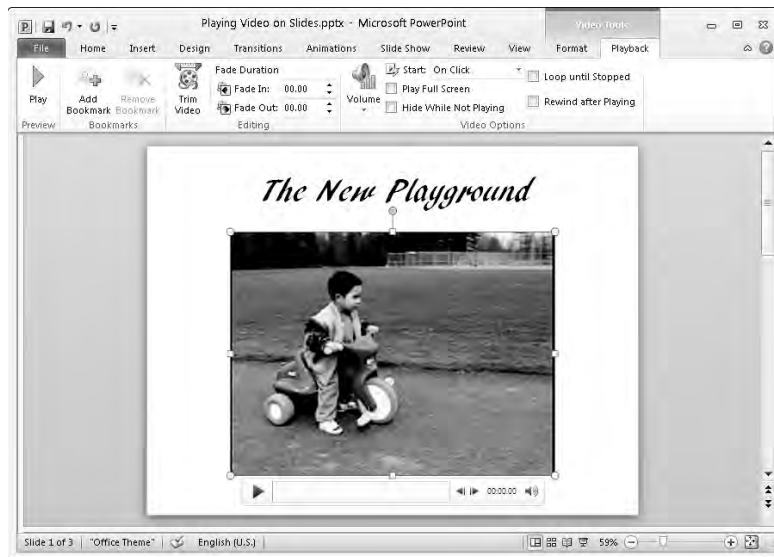 Playing Video on Slides.pptx - Microsoft PowerPoint
Video Tools
File Home Insert Design Transitions Animations Slide Show Review View Format Playback
Play
Add Bookmark
Remove Bookmark
Trim Video
Fade Duration
Fade In: 00.00
Fade Out: 00.00
Volume
Start: On Click
Play Full Screen
Hide While Not Playing
Loop until Stopped
Rewind after Playing
Preview Bookmarks Editing Video Options
The New Playground
00:00.00
Slide 1 of 3 "Office Theme" English (U.S.) 59%